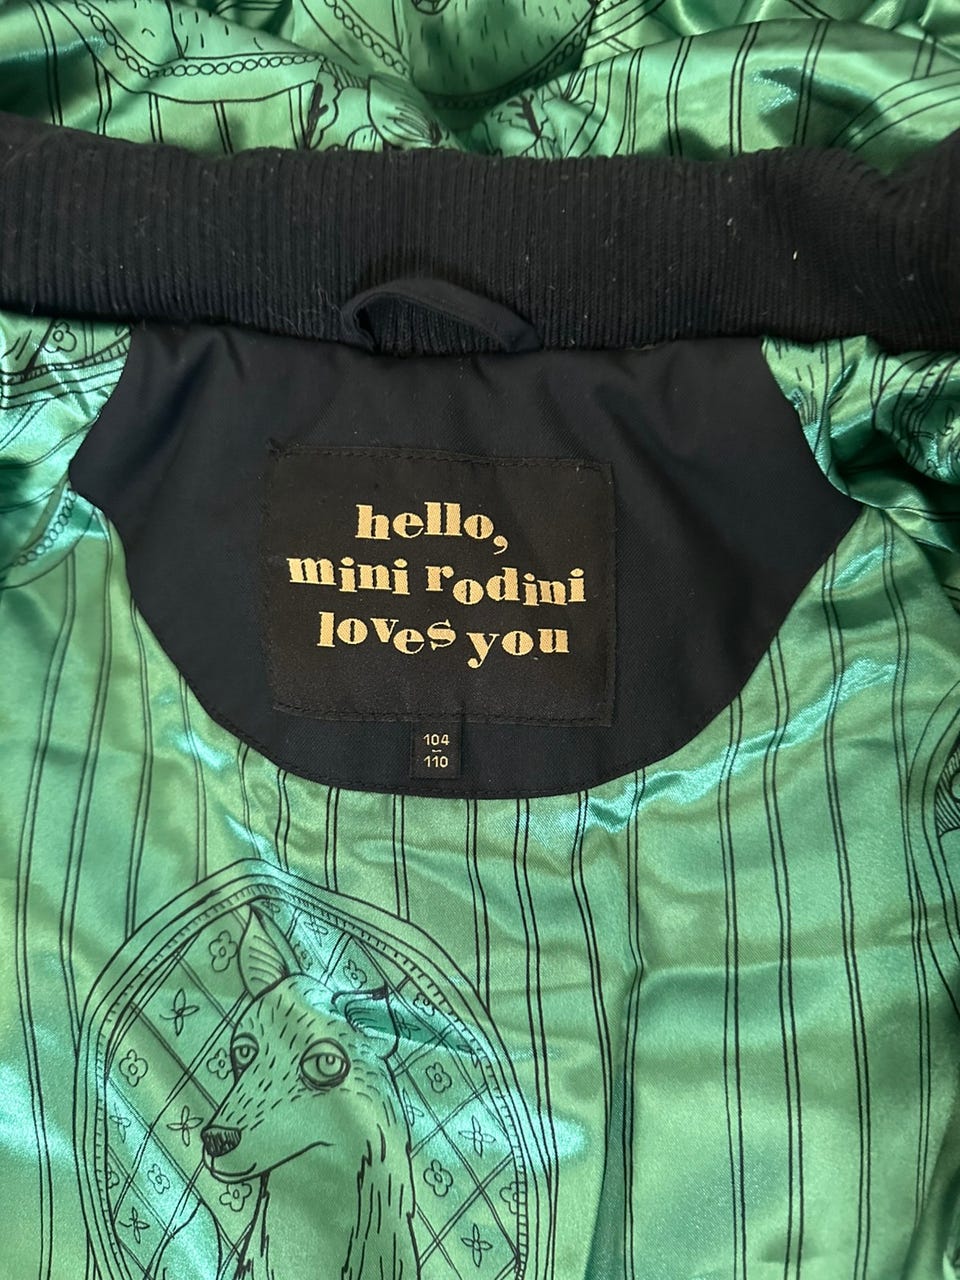 hello,
mini rodini
loves you
104
110